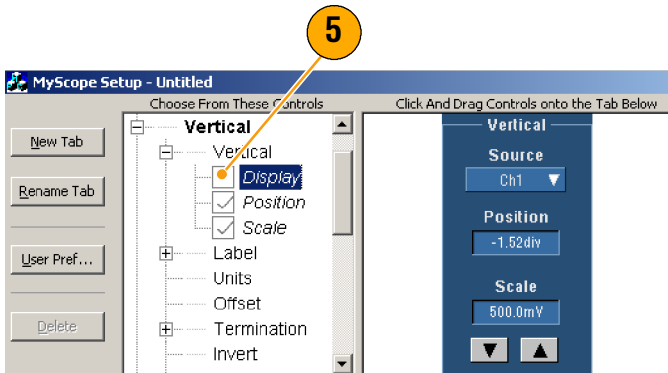 5
MyScope Setup - Untitled
Choose From These Controls
Click And Drag Controls onto the Tab Below
New Tab
Rename Tab
User Pref...
Delete
Vertical
Vertical
Display
Position
Scale
Label
Units
Offset
Termination
Invert
Vertical
Source
Ch1
Position
-1.52div
Scale
500.0mV